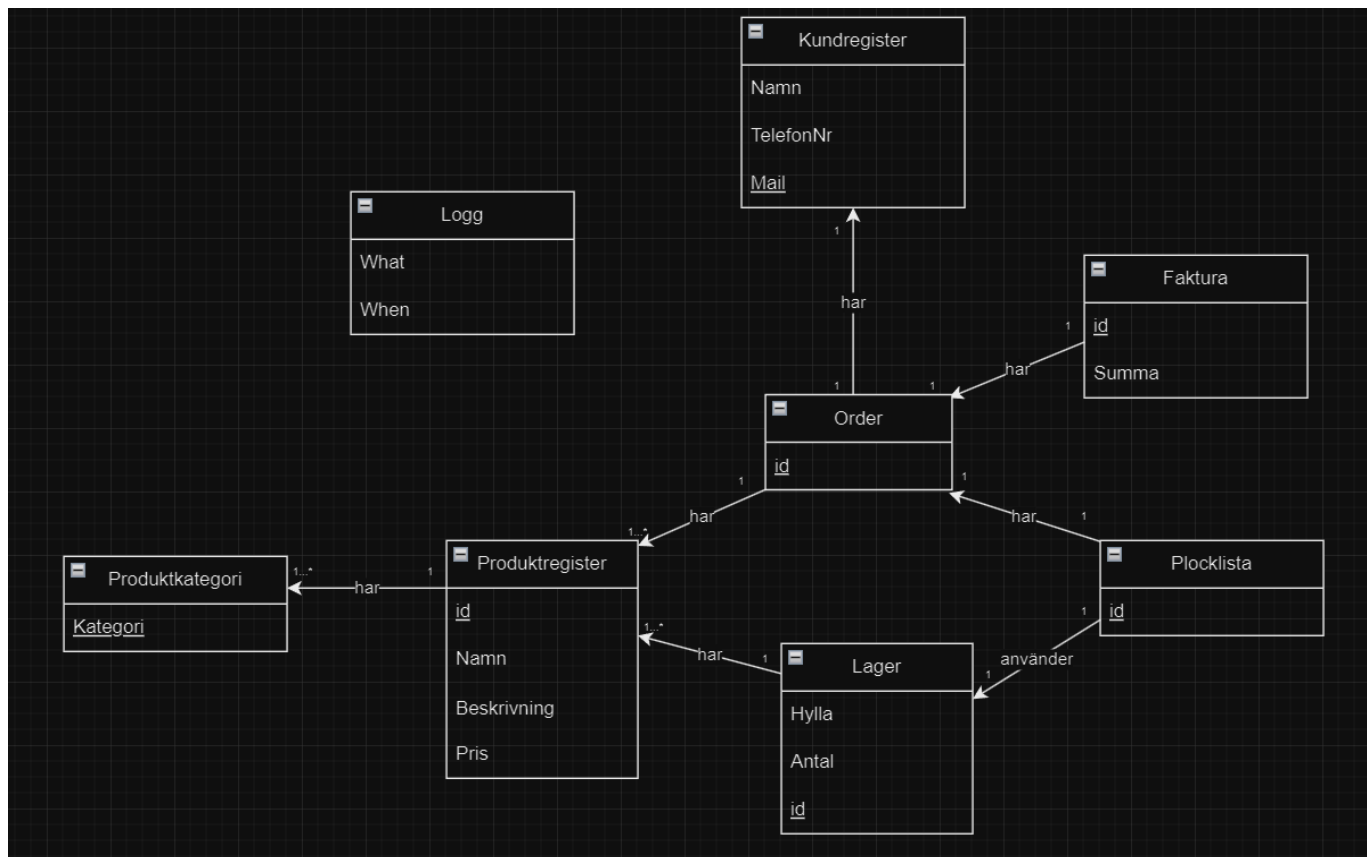 Kundregister
Namn
TelefonNr
Mail
1
har
1
Logg
What
When
Faktura
id
Summa
1
har
1
Order
id
1
har
1...*
1
har
1
Produktkategori
Kategori
1...*
har
1
Produktregister
id
Namn
Beskrivning
Pris
1...*
har
1
Lager
Hylla
Antal
id
Plocklista
id
1
använder
1